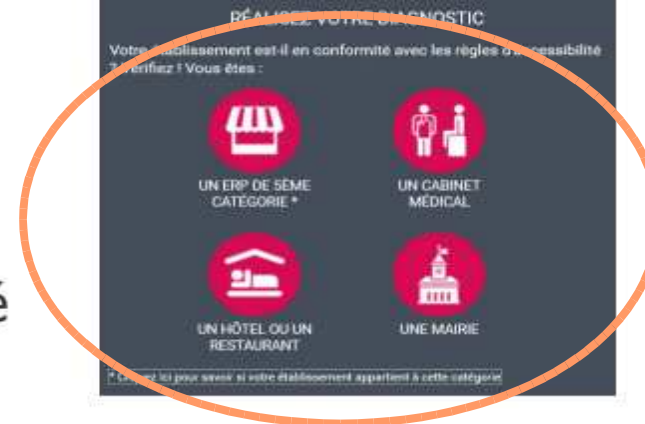 RÉALISEZ VOTRE DIAGNOSTIC
Votre établissement est-il en conformité avec les règles d'accessibilité
? Vérifiez ! Vous êtes :
UN ERP DE 5ÈME
CATÉGORIE *
UN CABINET
MÉDICAL
é
UN HÔTEL OU UN
RESTAURANT
UNE MAIRIE
* Cliquez ici pour savoir si votre établissement appartient à cette catégorie